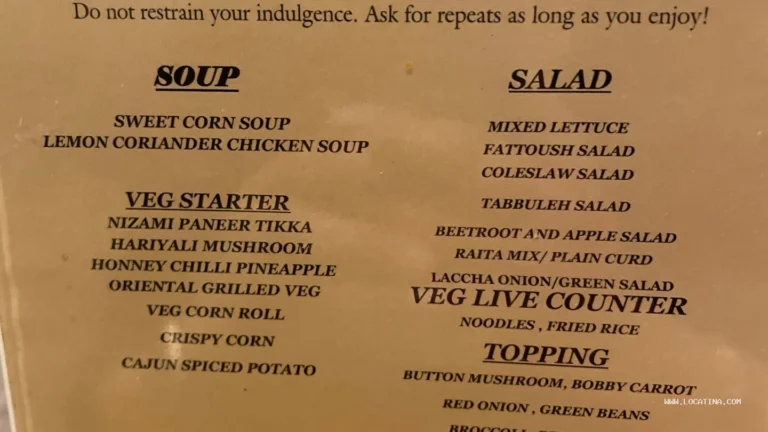 Do not restrain your indulgence. Ask for repeats as long as you enjoy!
SOUP
SWEET CORN SOUP
LEMON CORIANDER CHICKEN SOUP
VEG STARTER
NIZAMI PANEER TIKKA
HARIYALI MUSHROOM
HONNEY CHILLI PINEAPPLE
ORIENTAL GRILLED VEG
VEG CORN ROLL
CRISPY CORN
CAJUN SPICED POTATO
SALAD
MIXED LETTUCE
FATTOUSH SALAD
COLESLAW SALAD
TABBULEH SALAD
BEETROOT AND APPLE SALAD
RAITA MIX/ PLAIN CURD
LACCHA ONION/GREEN SALAD
VEG LIVE COUNTER
NOODLES , FRIED RICE
TOPPING
BUTTON MUSHROOM, BOBBY CARROT
RED ONION , GREEN BEANS
WWW.LOCATINA.COM